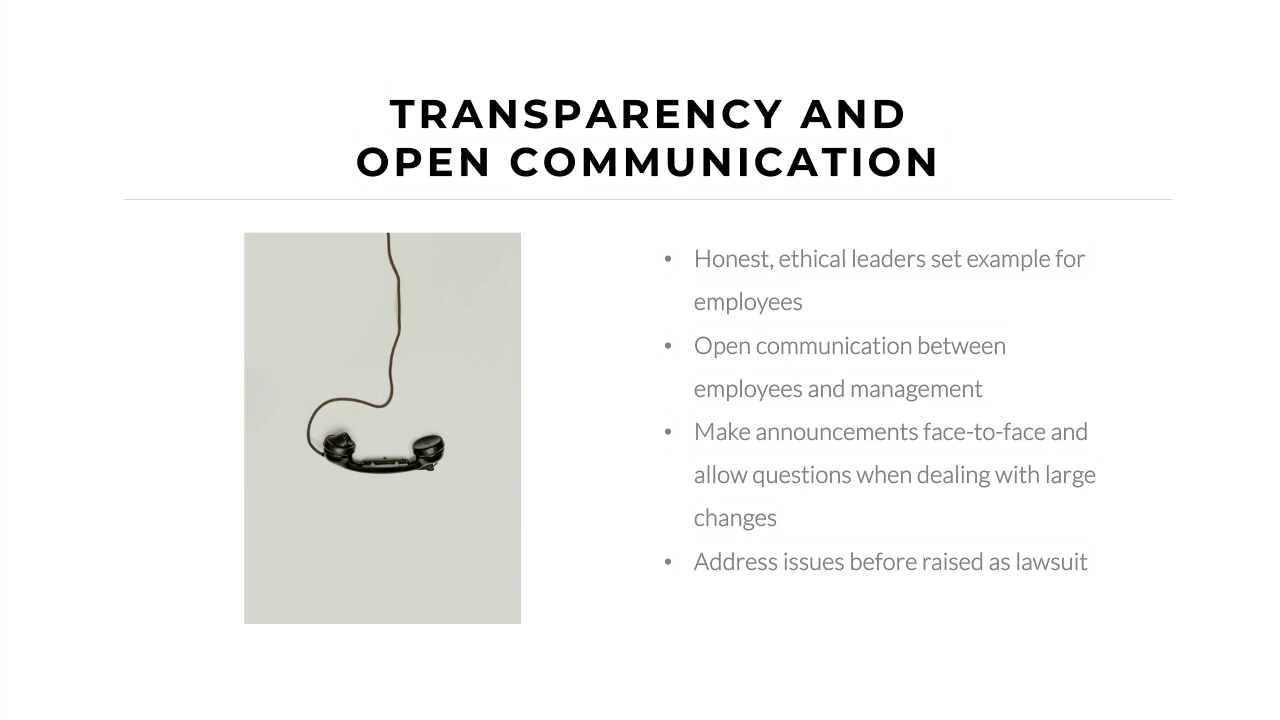 TRANSPARENCY AND
OPEN COMMUNICATION
• Honest, ethical leaders set example for
employees
• Open communication between
employees and management
• Make announcements face-to-face and
allow questions when dealing with large
changes
• Address issues before raised as lawsuit